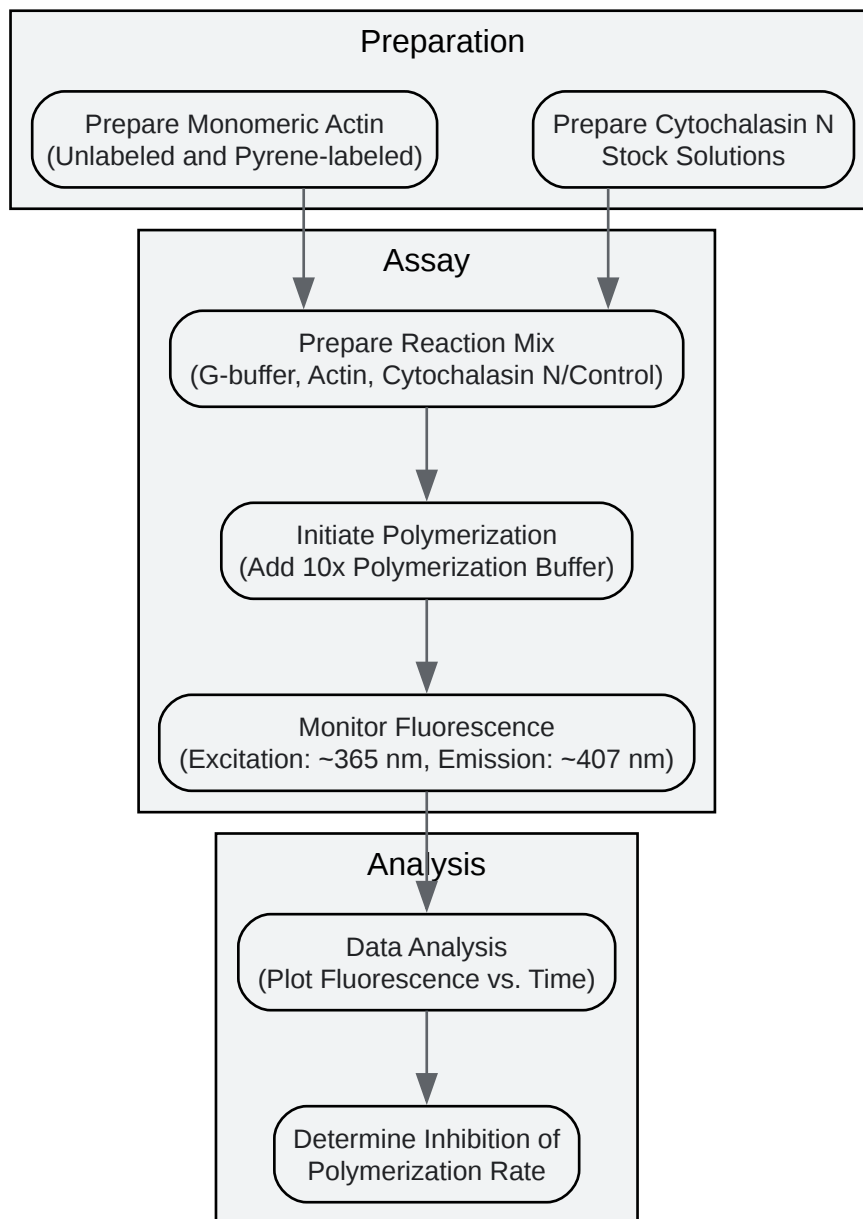 Preparation
Prepare Monomeric Actin
(Unlabeled and Pyrene-labeled)
Prepare Cytochalasin N
Stock Solutions
Assay
Prepare Reaction Mix
(G-buffer, Actin, Cytochalasin N/Control)
Initiate Polymerization
(Add 10x Polymerization Buffer)
Monitor Fluorescence
(Excitation: ~365 nm, Emission: ~407 nm)
Analysis
Data Analysis
(Plot Fluorescence vs. Time)
Determine Inhibition of
Polymerization Rate